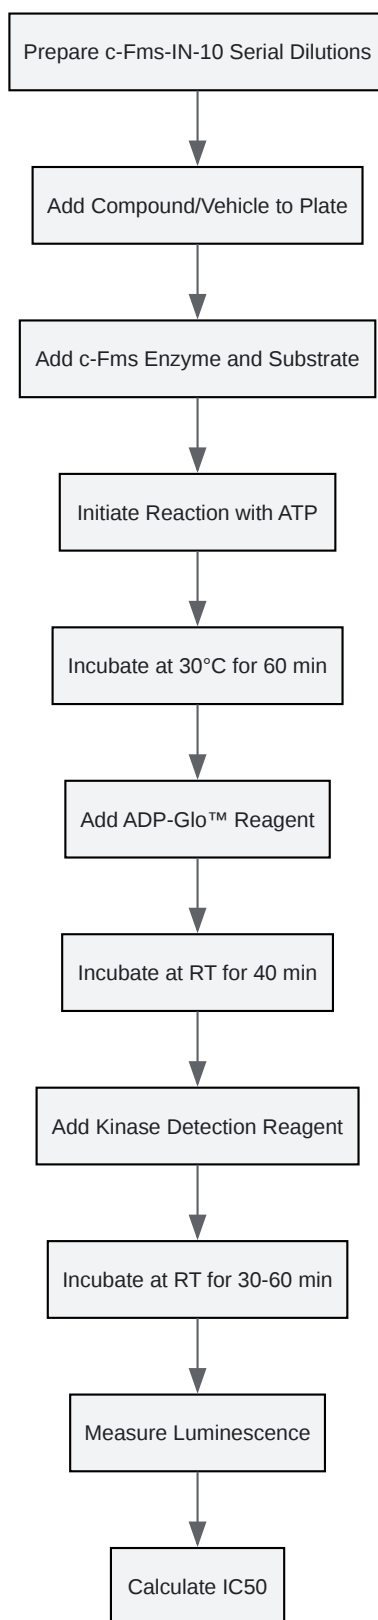 Prepare c-Fms-IN-10 Serial Dilutions
Add Compound/Vehicle to Plate
Add c-Fms Enzyme and Substrate
Initiate Reaction with ATP
Incubate at 30°C for 60 min
Add ADP-Glo™ Reagent
Incubate at RT for 40 min
Add Kinase Detection Reagent
Incubate at RT for 30-60 min
Measure Luminescence
Calculate IC50